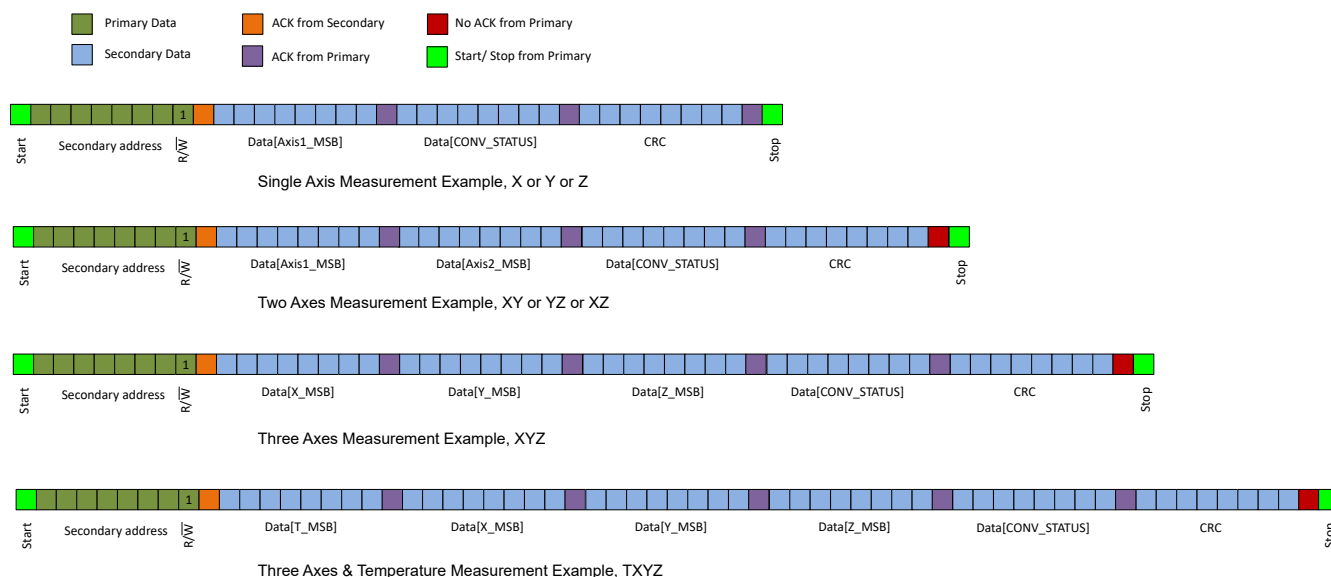 Primary Data ACK from Secondary No ACK from Primary
Secondary Data ACK from Primary Start/ Stop from Primary
1
Start Secondary address R/W Data[Axis1_MSB] Data[CONV_STATUS] CRC Stop
Single Axis Measurement Example, X or Y or Z
1
Start Secondary address R/W Data[Axis1_MSB] Data[Axis2_MSB] Data[CONV_STATUS] CRC Stop
Two Axes Measurement Example, XY or YZ or XZ
1
Start Secondary address R/W Data[X_MSB] Data[Y_MSB] Data[Z_MSB] Data[CONV_STATUS] CRC Stop
Three Axes Measurement Example, XYZ
1
Start Secondary address R/W Data[T_MSB] Data[X_MSB] Data[Y_MSB] Data[Z_MSB] Data[CONV_STATUS] CRC Stop
Three Axes & Temperature Measurement Example, TXYZ